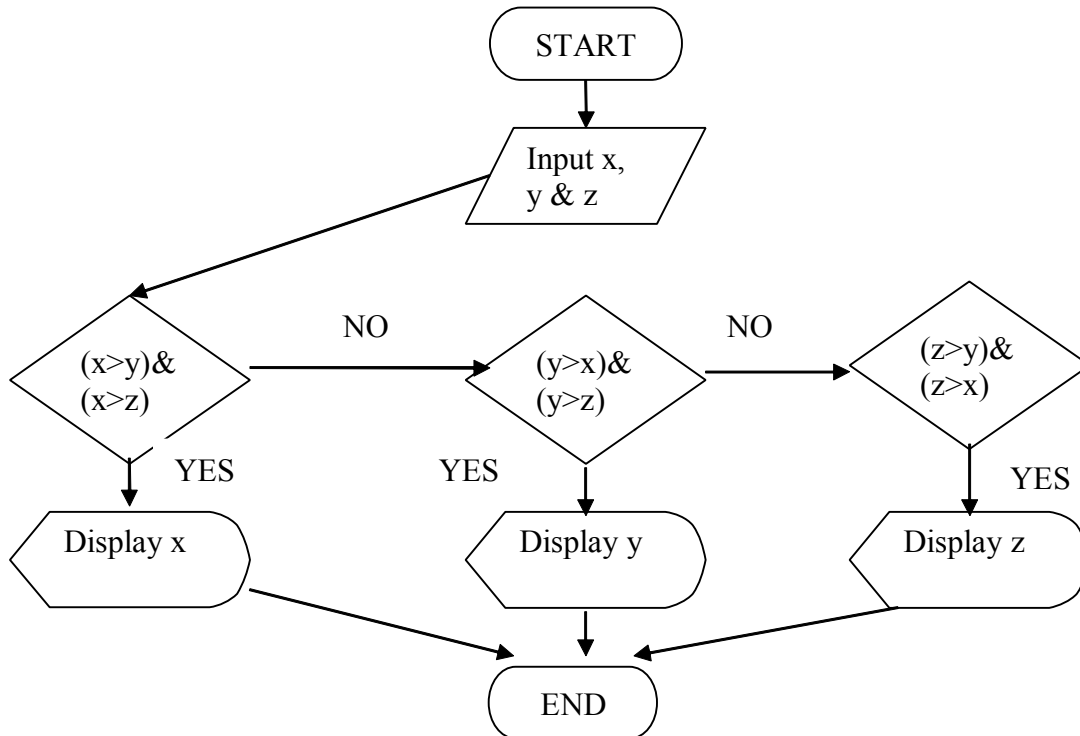 START
Input x,
y & z
NO
NO
(x>y)&
(x>z)
(y>x)&
(y>z)
(z>y)&
(z>x)
YES
YES
YES
Display x
Display y
Display z
END